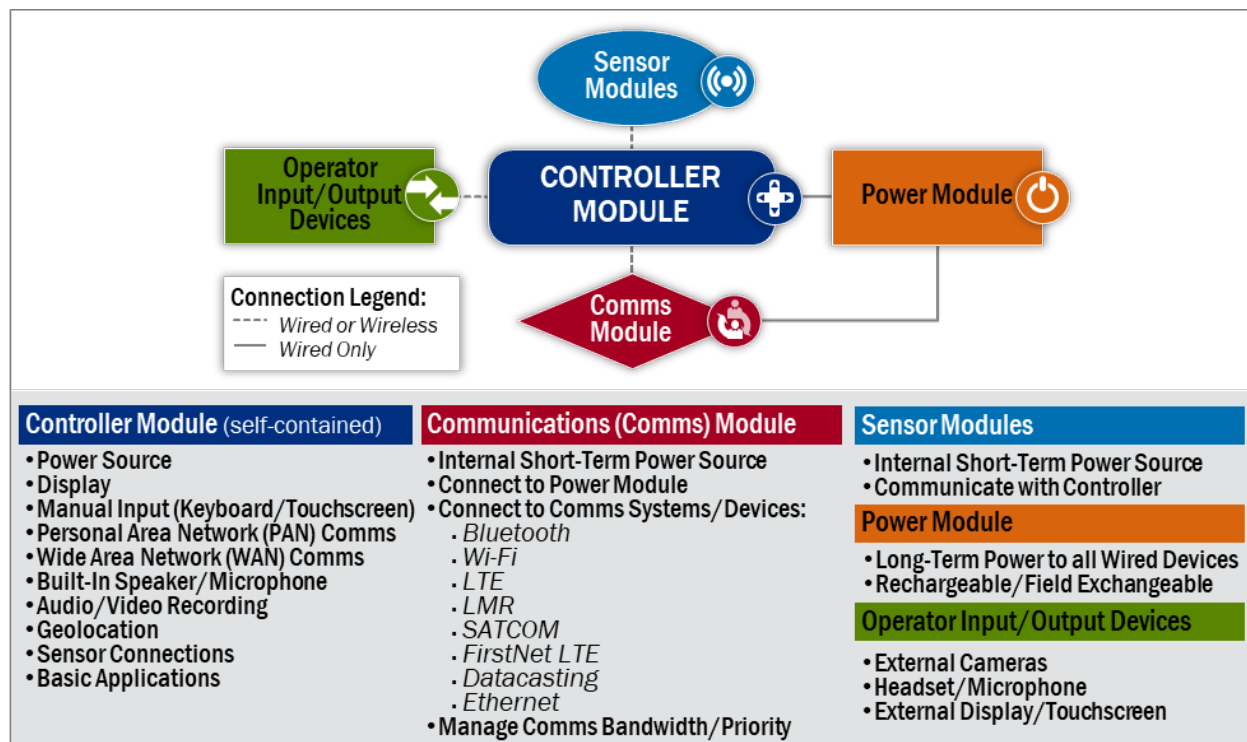 Sensor
Modules
Operator
Input/Output
Devices
CONTROLLER
MODULE
Power Module
Connection Legend:
Wired or Wireless
Wired Only
Comms
Module
Controller Module (self-contained)
•Power Source
•Display
•Manual Input (Keyboard/Touchscreen)
•Personal Area Network (PAN) Comms
•Wide Area Network (WAN) Comms
•Built-In Speaker/Microphone
•Audio/Video Recording
•Geolocation
•Sensor Connections
•Basic Applications
Communications (Comms) Module
•Internal Short-Term Power Source
•Connect to Power Module
•Connect to Comms Systems/Devices:
▪ Bluetooth
▪ Wi-Fi
▪ LTE
▪ LMR
▪ SATCOM
▪ FirstNet LTE
▪ Datacasting
▪ Ethernet
•Manage Comms Bandwidth/Priority
Sensor Modules
•Internal Short-Term Power Source
•Communicate with Controller
Power Module
•Long-Term Power to all Wired Devices
•Rechargeable/Field Exchangeable
Operator Input/Output Devices
•External Cameras
•Headset/Microphone
•External Display/Touchscreen